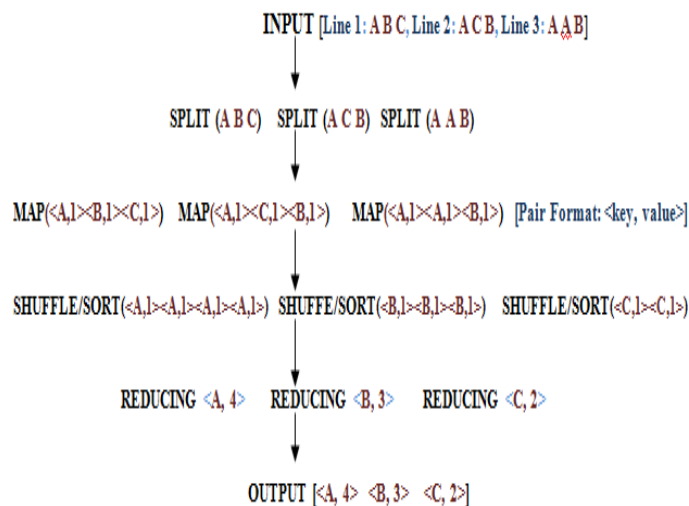 INPUT [Line 1: A B C, Line 2: A C B, Line 3: A A B]
SPLIT (A B C) SPLIT (A C B) SPLIT (A A B)
MAP(<A,1><B,1><C,1>) MAP(<A,1><C,1><B,1>) MAP(<A,1><A,1><B,1>) [Pair Format: <key, value>]
SHUFFLE/SORT(<A,1><A,1><A,1><A,1>) SHUFFE/SORT(<B,1><B,1><B,1>) SHUFFLE/SORT(<C,1><C,1>)
REDUCING <A, 4> REDUCING <B, 3> REDUCING <C, 2>
OUTPUT [<A, 4> <B, 3> <C, 2>]